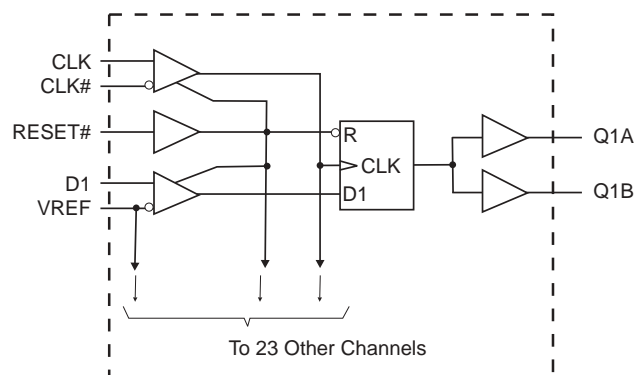 CLK
CLK#
RESET#
R
Q1A
CLK
D1
D1
Q1B
VREF
To 23 Other Channels